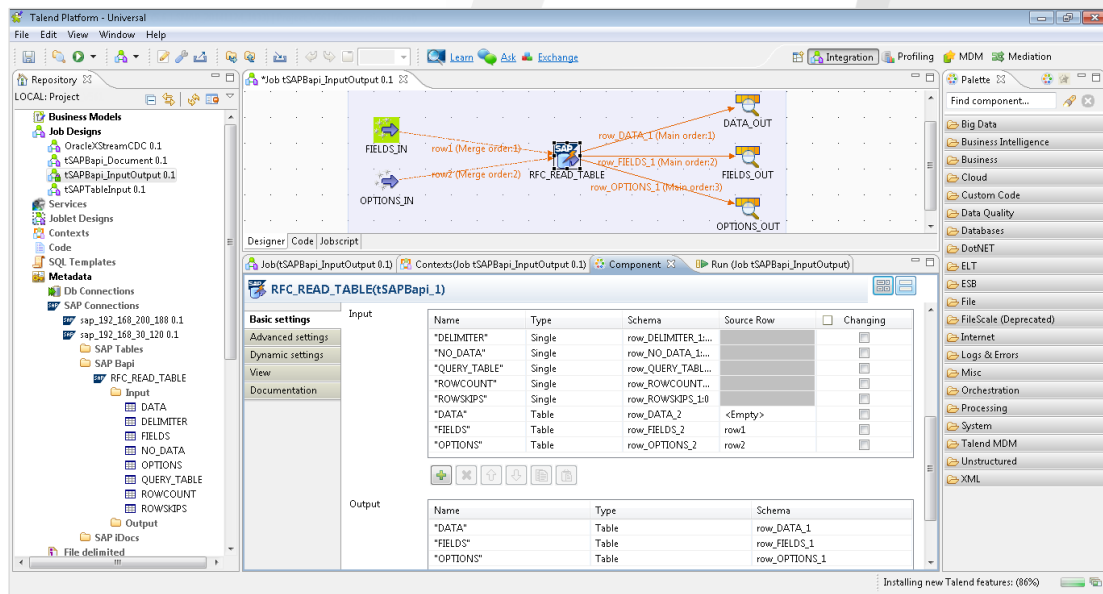 Talend Platform - Universal
File Edit View Window Help
Learn Ask Exchange
Integration Profiling MDM Mediation
Repository
LOCAL: Project
Business Models
Job Designs
OracleXStreamCDC 0.1
tSAPBapi_Document 0.1
tSAPBapi_InputOutput 0.1
tSAPTableInput 0.1
Services
Joblet Designs
Contexts
Code
SQL Templates
Metadata
Db Connections
SAP Connections
sap_192_168_200_188 0.1
sap_192_168_30_120 0.1
SAP Tables
SAP Bapi
RFC_READ_TABLE
Input
DATA
DELIMITER
FIELDS
NO_DATA
OPTIONS
QUERY_TABLE
ROWCOUNT
ROWSKIPS
Output
SAP iDocs
File delimited
*Job tSAPBapi_InputOutput 0.1
FIELDS_IN
OPTIONS_IN
row1 (Merge order:1)
row2 (Merge order:2)
RFC_READ_TABLE
row_DATA_1 (Main order:1)
row_FIELDS_1 (Main order:2)
row_OPTIONS_1 (Main order:3)
DATA_OUT
FIELDS_OUT
OPTIONS_OUT
Designer Code Jobscript
Job(tSAPBapi_InputOutput 0.1) Contexts(Job tSAPBapi_InputOutput 0.1) Component Run (Job tSAPBapi_InputOutput)
RFC_READ_TABLE(tSAPBapi_1)
Basic settings
Advanced settings
Dynamic settings
View
Documentation
Input
Name Type Schema Source Row Changing
"DELIMITER" Single row_DELIMITER_1:...
"NO_DATA" Single row_NO_DATA_1:...
"QUERY_TABLE" Single row_QUERY_TABL...
"ROWCOUNT" Single row_ROWCOUNT...
"ROWSKIPS" Single row_ROWSKIPS_1:0
"DATA" Table row_DATA_2 <Empty>
"FIELDS" Table row_FIELDS_2 row1
"OPTIONS" Table row_OPTIONS_2 row2
Output
Name Type Schema
"DATA" Table row_DATA_1
"FIELDS" Table row_FIELDS_1
"OPTIONS" Table row_OPTIONS_1
Palette
Find component...
Big Data
Business Intelligence
Business
Cloud
Custom Code
Data Quality
Databases
DotNET
ELT
ESB
File
FileScale (Deprecated)
Internet
Logs & Errors
Misc
Orchestration
Processing
System
Talend MDM
Unstructured
XML
Installing new Talend features: (86%)